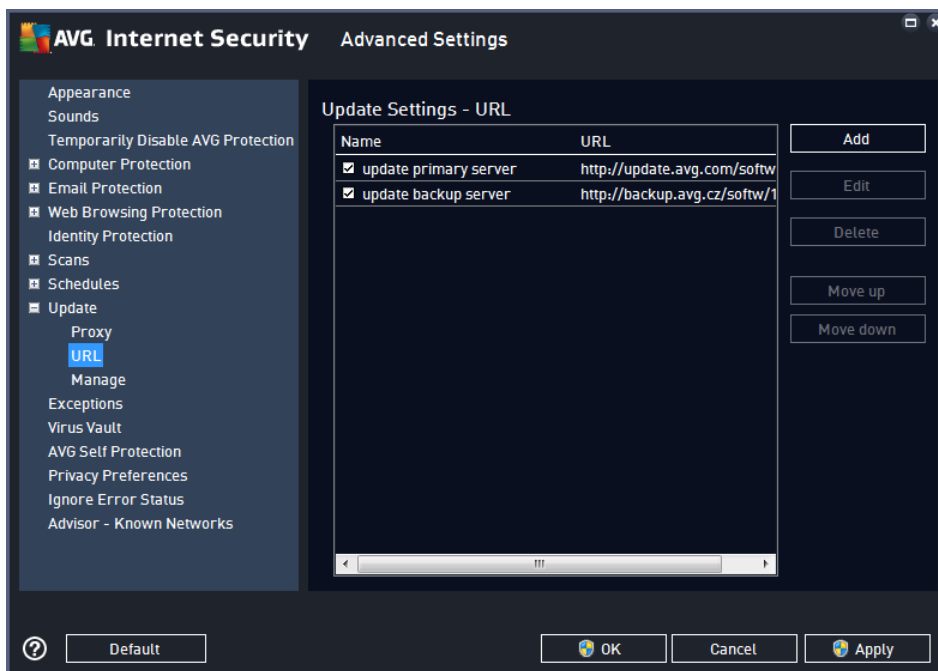 AVG. Internet Security Advanced Settings
Appearance
Sounds
Temporarily Disable AVG Protection
Computer Protection
Email Protection
Web Browsing Protection
Identity Protection
Scans
Schedules
Update
Proxy
URL
Manage
Exceptions
Virus Vault
AVG Self Protection
Privacy Preferences
Ignore Error Status
Advisor - Known Networks
Update Settings - URL
Name URL
update primary server http://update.avg.com/softw
update backup server http://backup.avg.cz/softw/1
Add
Edit
Delete
Move up
Move down
? Default OK Cancel Apply